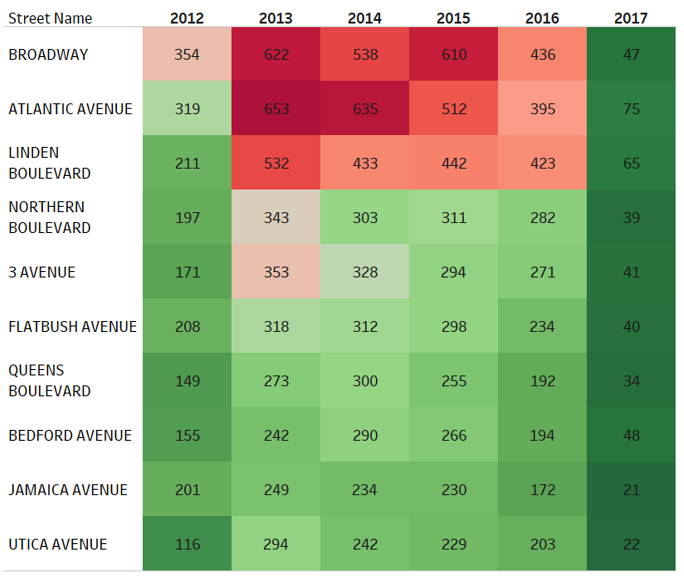 Street Name 2012 2013 2014 2015 2016 2017
BROADWAY 354 622 538 610 436 47
ATLANTIC AVENUE 319 653 635 512 395 75
LINDEN
BOULEVARD 211 532 433 442 423 65
NORTHERN
BOULEVARD 197 343 303 311 282 39
3 AVENUE 171 353 328 294 271 41
FLATBUSH AVENUE 208 318 312 298 234 40
QUEENS
BOULEVARD 149 273 300 255 192 34
BEDFORD AVENUE 155 242 290 266 194 48
JAMAICA AVENUE 201 249 234 230 172 21
UTICA AVENUE 116 294 242 229 203 22